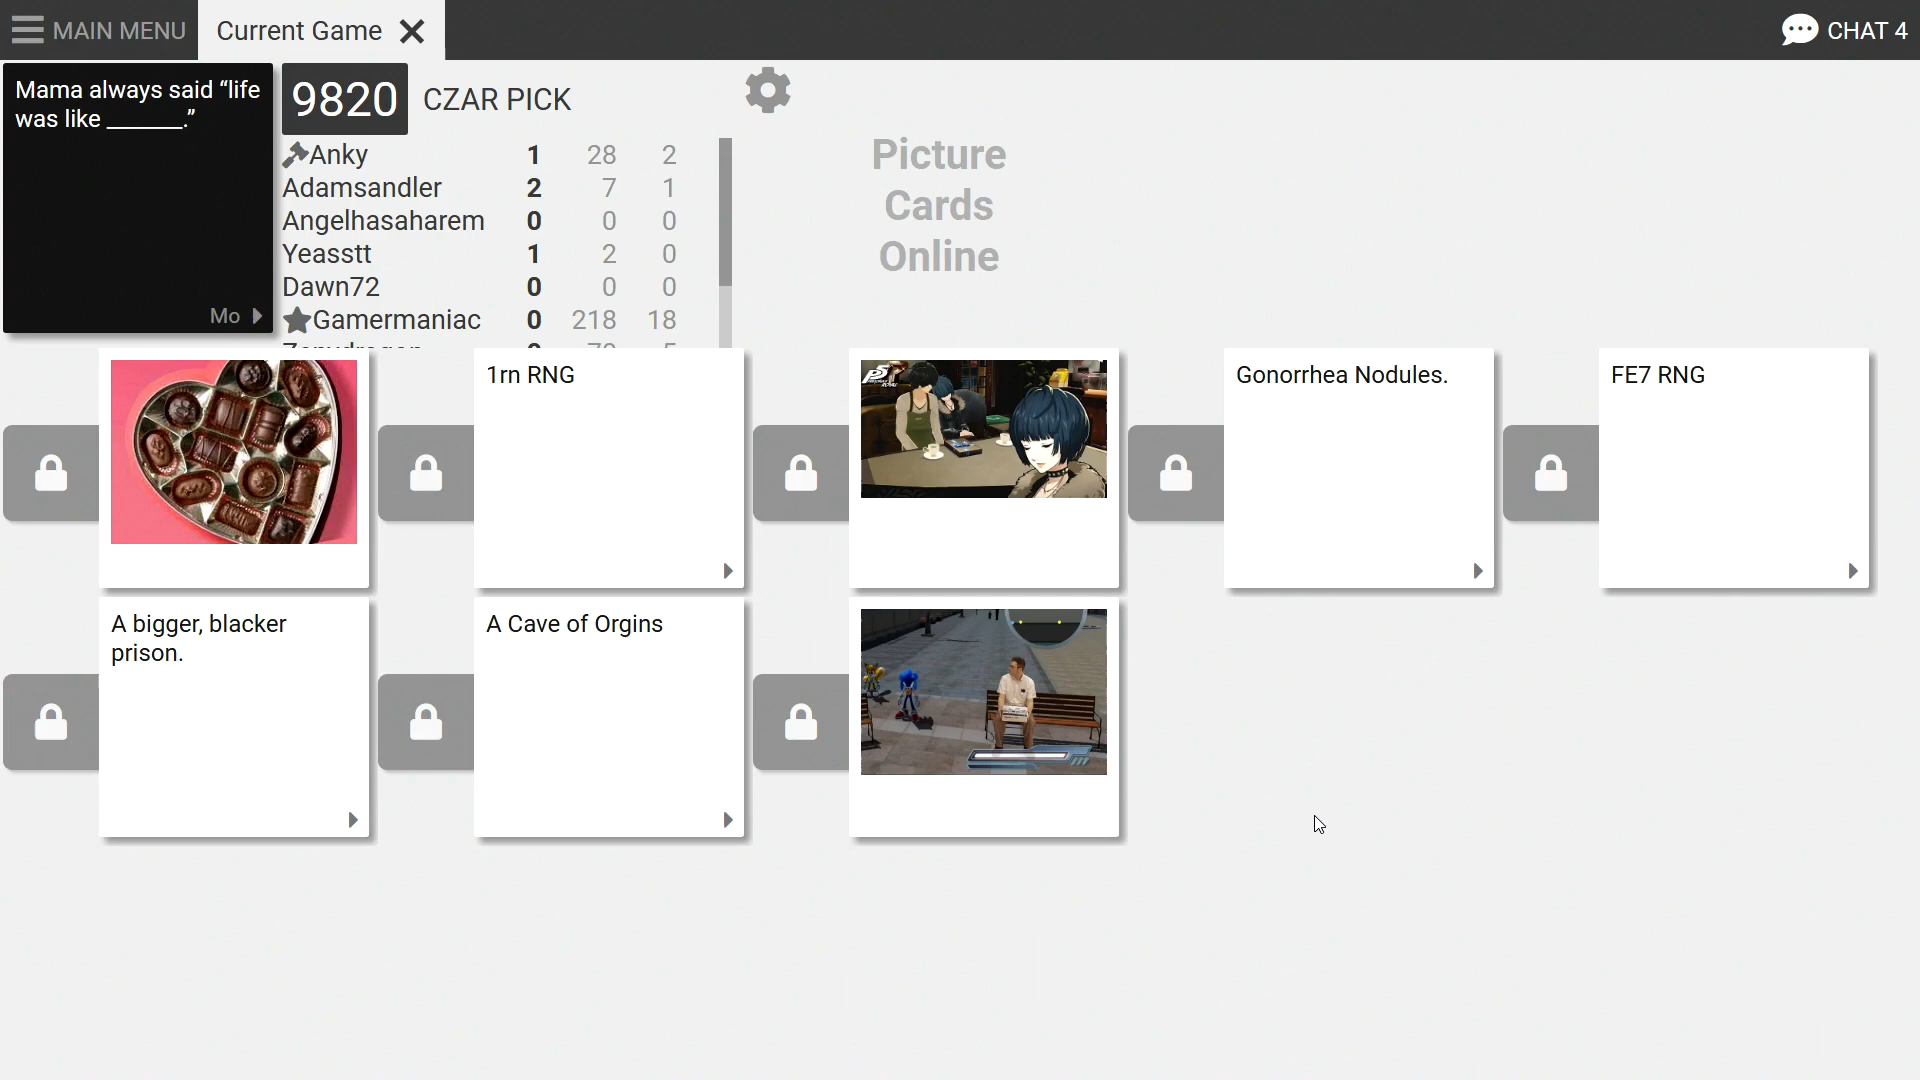 MAIN MENU
Current Game
CHAT 4
Mama always said “life
was like _______.”
Mo
9820
CZAR PICK
Anky 1 28 2
Adamsandler 2 7 1
Angelhasaharem 0 0 0
Yeasstt 1 2 0
Dawn72 0 0 0
Gamermaniac 0 218 18
Picture
Cards
Online
1rn RNG
P5
Gonorrhea Nodules.
FE7 RNG
A bigger, blacker
prison.
A Cave of Orgins